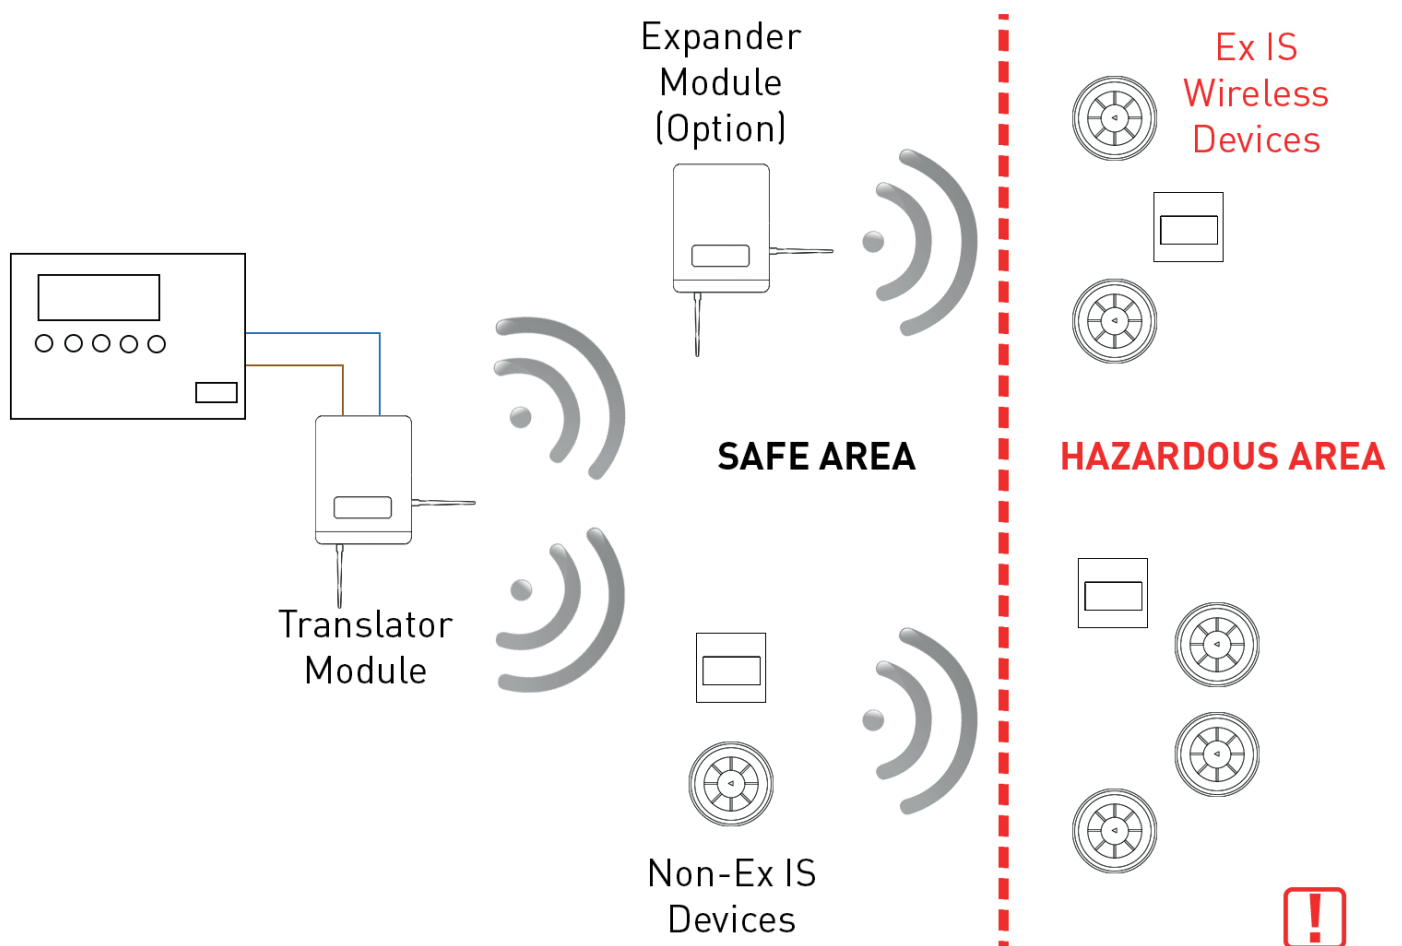 Expander
Module
(Option)
Ex IS
Wireless
Devices
SAFE AREA
HAZARDOUS AREA
Translator
Module
Non-Ex IS
Devices
!